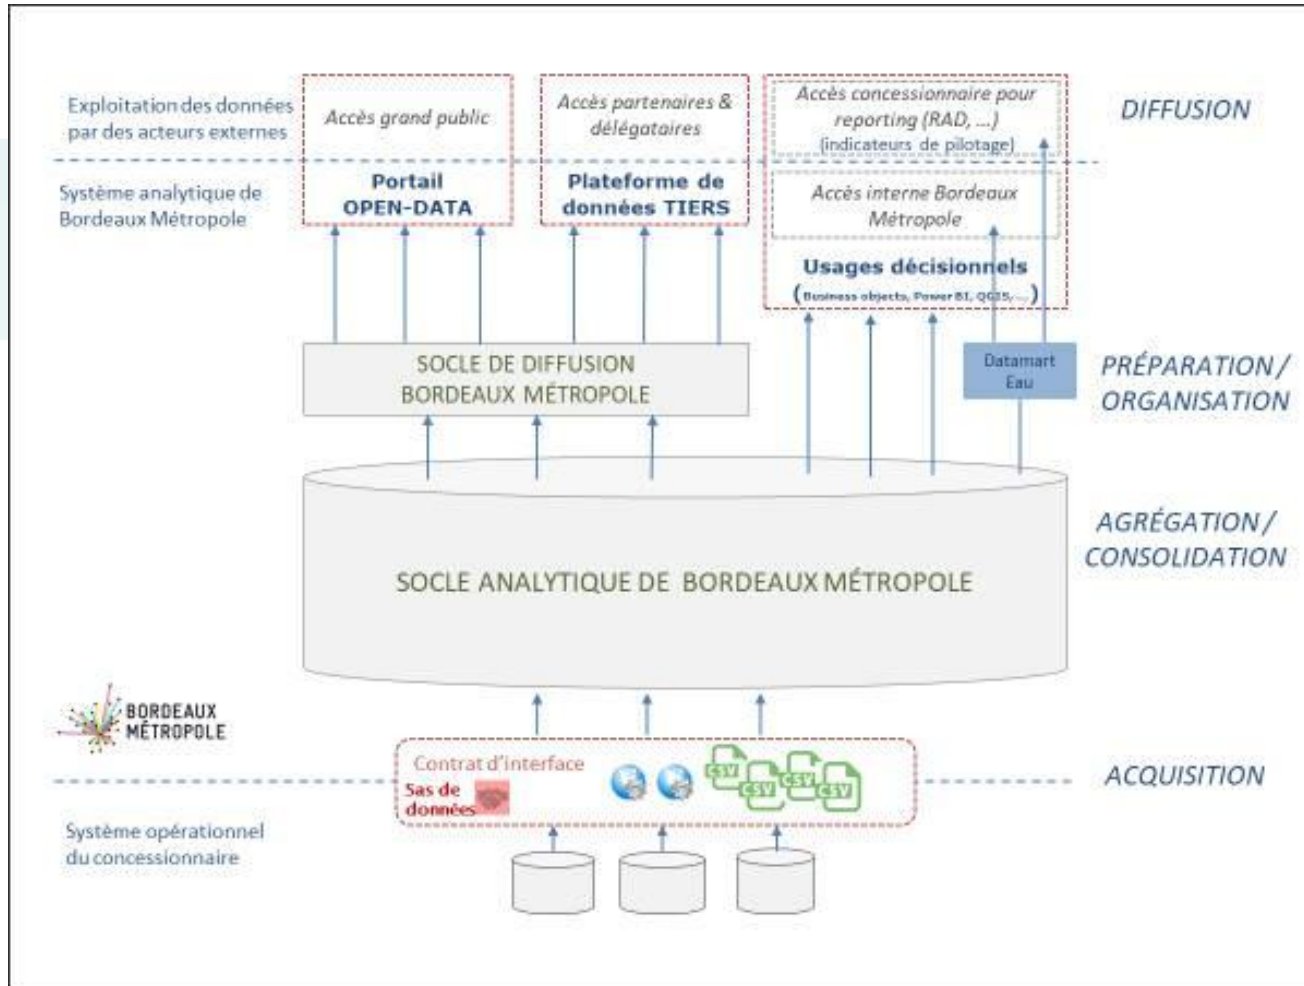 Exploitation des données
par des acteurs externes
Accès grand public
Accès partenaires &
délégataires
Accès concessionnaire pour
reporting (RAD, ...)
(indicateurs de pilotage)
DIFFUSION
Système analytique de
Bordeaux Métropole
Portail
OPEN-DATA
Plateforme de
données TIERS
Accès interne Bordeaux
Métropole
Usages décisionnels
(Business objects, Power BI, QGIS, ...)
SOCLE DE DIFFUSION
BORDEAUX MÉTROPOLE
Datamart
Eau
PRÉPARATION /
ORGANISATION
AGRÉGATION /
CONSOLIDATION
SOCLE ANALYTIQUE DE BORDEAUX MÉTROPOLE
BORDEAUX
MÉTROPOLE
Contrat d'interface
Sas de
données
CSV
CSV
CSV
CSV
ACQUISITION
Système opérationnel
du concessionnaire